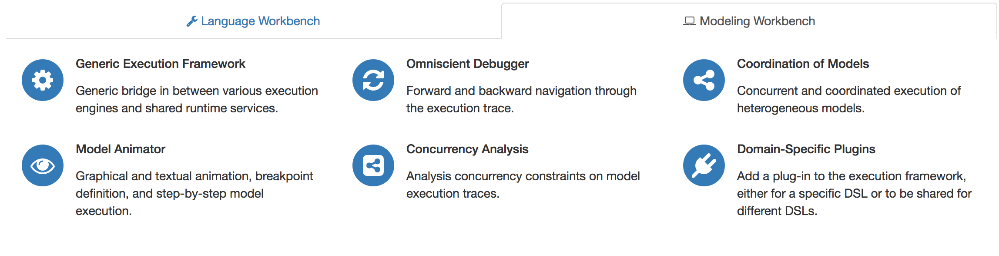 Language Workbench
Modeling Workbench
Generic Execution Framework
Generic bridge in between various execution
engines and shared runtime services.
Omniscient Debugger
Forward and backward navigation through
the execution trace.
Coordination of Models
Concurrent and coordinated execution of
heterogeneous models.
Model Animator
Graphical and textual animation, breakpoint
definition, and step-by-step model
execution.
Concurrency Analysis
Analysis concurrency constraints on model
execution traces.
Domain-Specific Plugins
Add a plug-in to the execution framework,
either for a specific DSL or to be shared for
different DSLs.